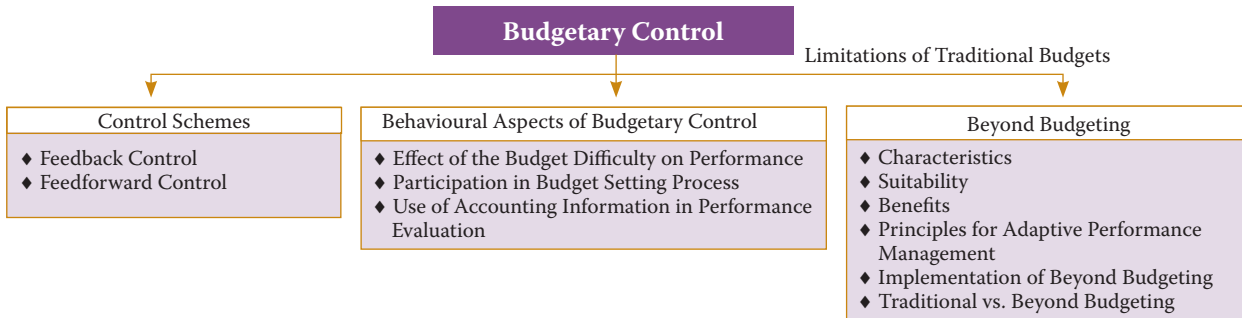 Budgetary Control
Limitations of Traditional Budgets
Control Schemes
♦ Feedback Control
♦ Feedforward Control
Behavioural Aspects of Budgetary Control
♦ Effect of the Budget Difficulty on Performance
♦ Participation in Budget Setting Process
♦ Use of Accounting Information in Performance
Evaluation
Beyond Budgeting
♦ Characteristics
♦ Suitability
♦ Benefits
♦ Principles for Adaptive Performance
Management
♦ Implementation of Beyond Budgeting
♦ Traditional vs. Beyond Budgeting